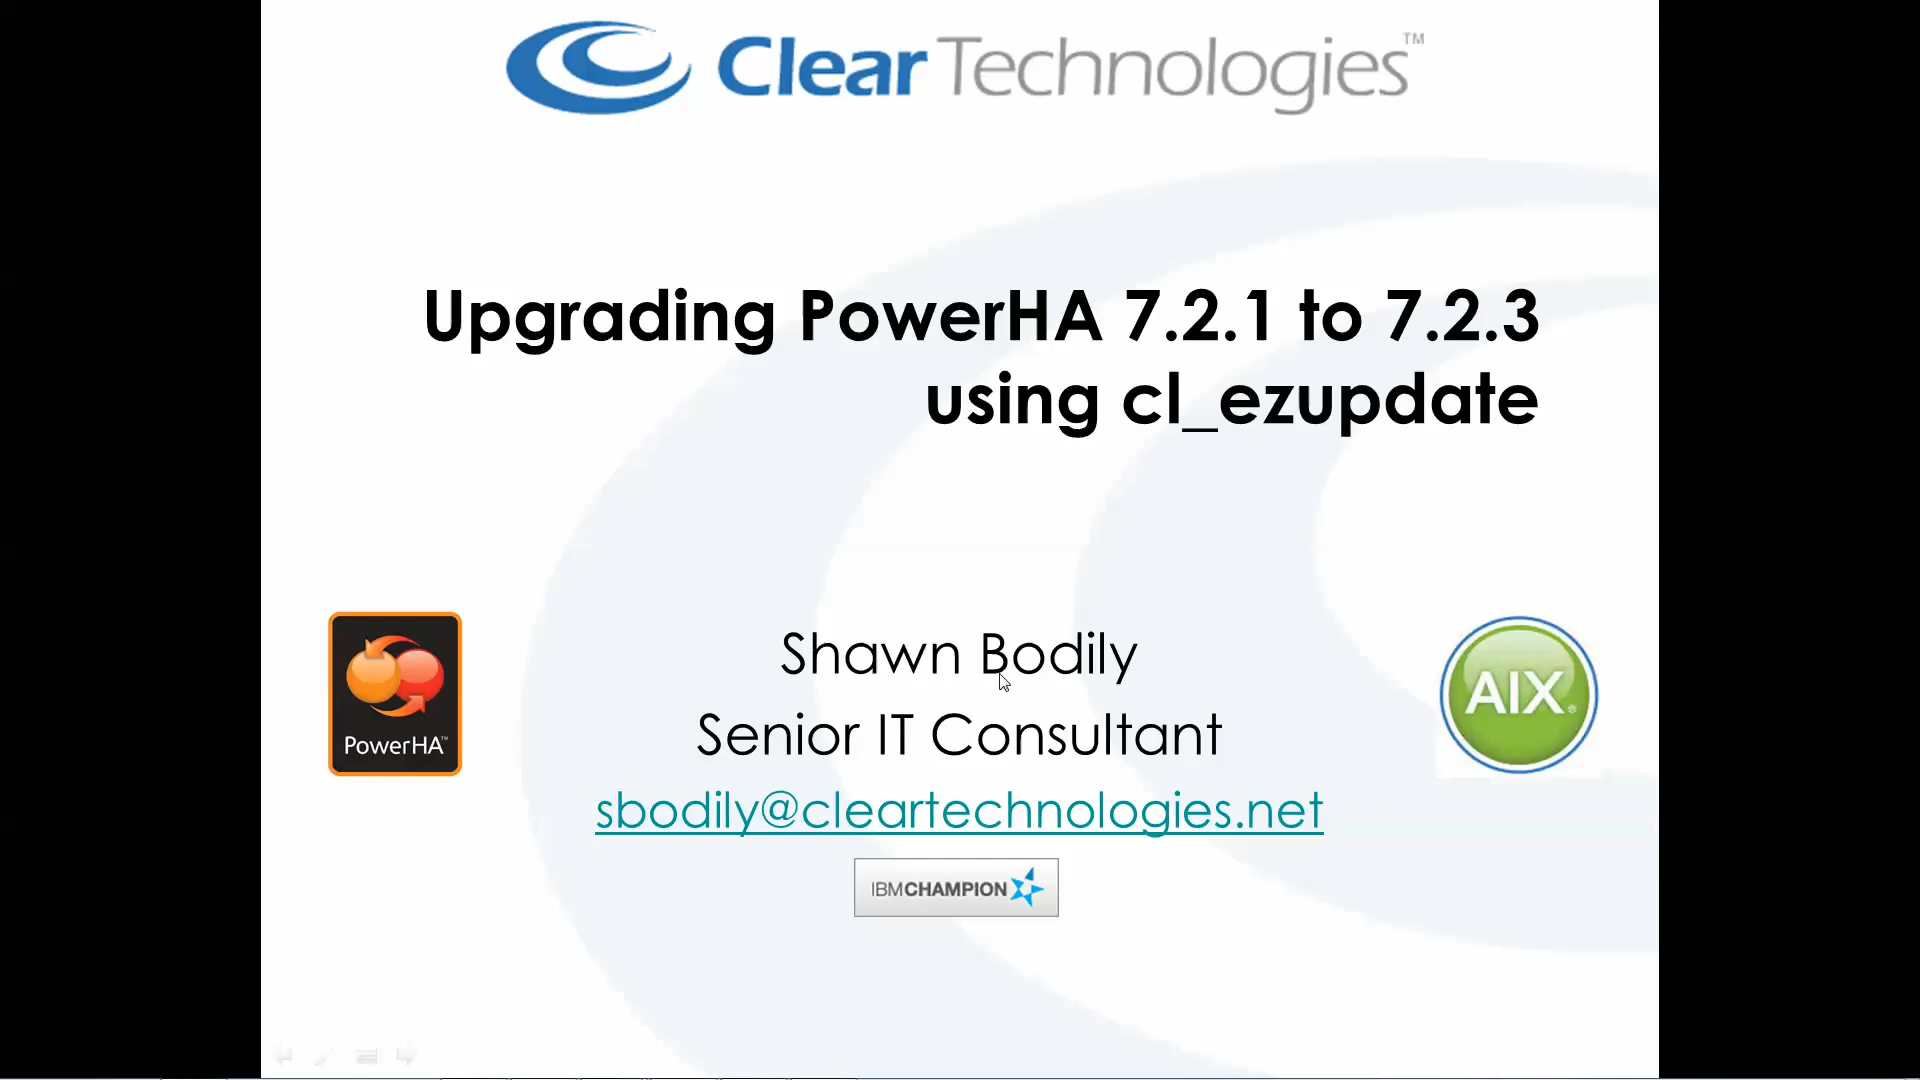 Clear Technologies™
Upgrading PowerHA 7.2.1 to 7.2.3
using cl_ezupdate
PowerHA™
Shawn Bodily
AIX®
Senior IT Consultant
sbodily@cleartechnologies.net
IBMCHAMPION